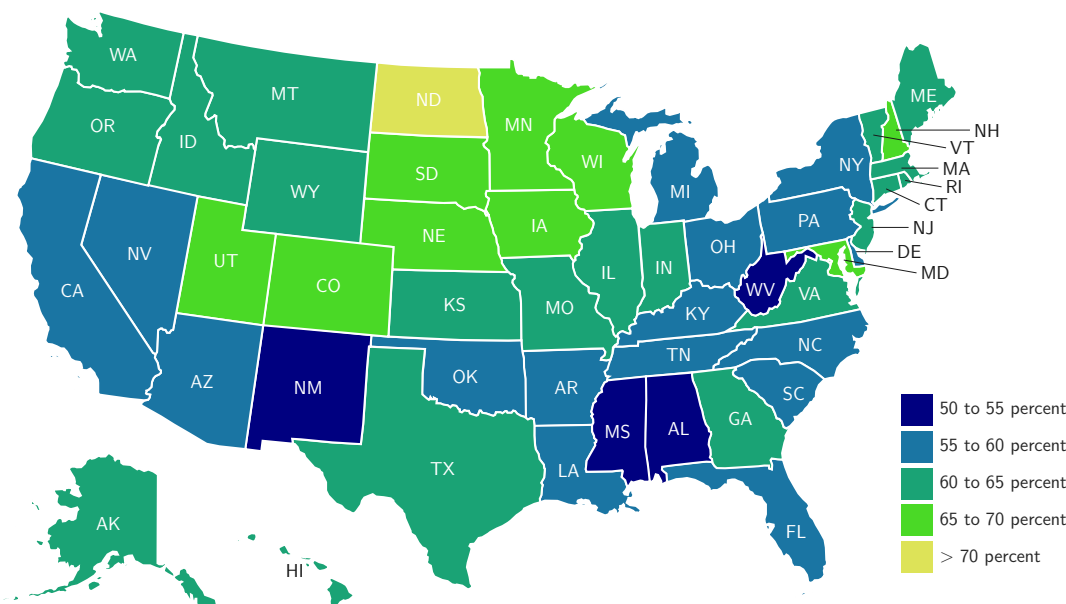 WA
MT
ND
ME
MN
OR
ID
NH
VT
WI
NY
MA
SD
RI
WY
MI
CT
PA
IA
NJ
NE
OH
NV
DE
UT
IL
IN
MD
CO
CA
WV
VA
KS
MO
KY
NC
TN
OK
AZ
NM
AR
SC
50 to 55 percent
GA
MS
AL
55 to 60 percent
TX
LA
60 to 65 percent
65 to 70 percent
AK
FL
> 70 percent
HI